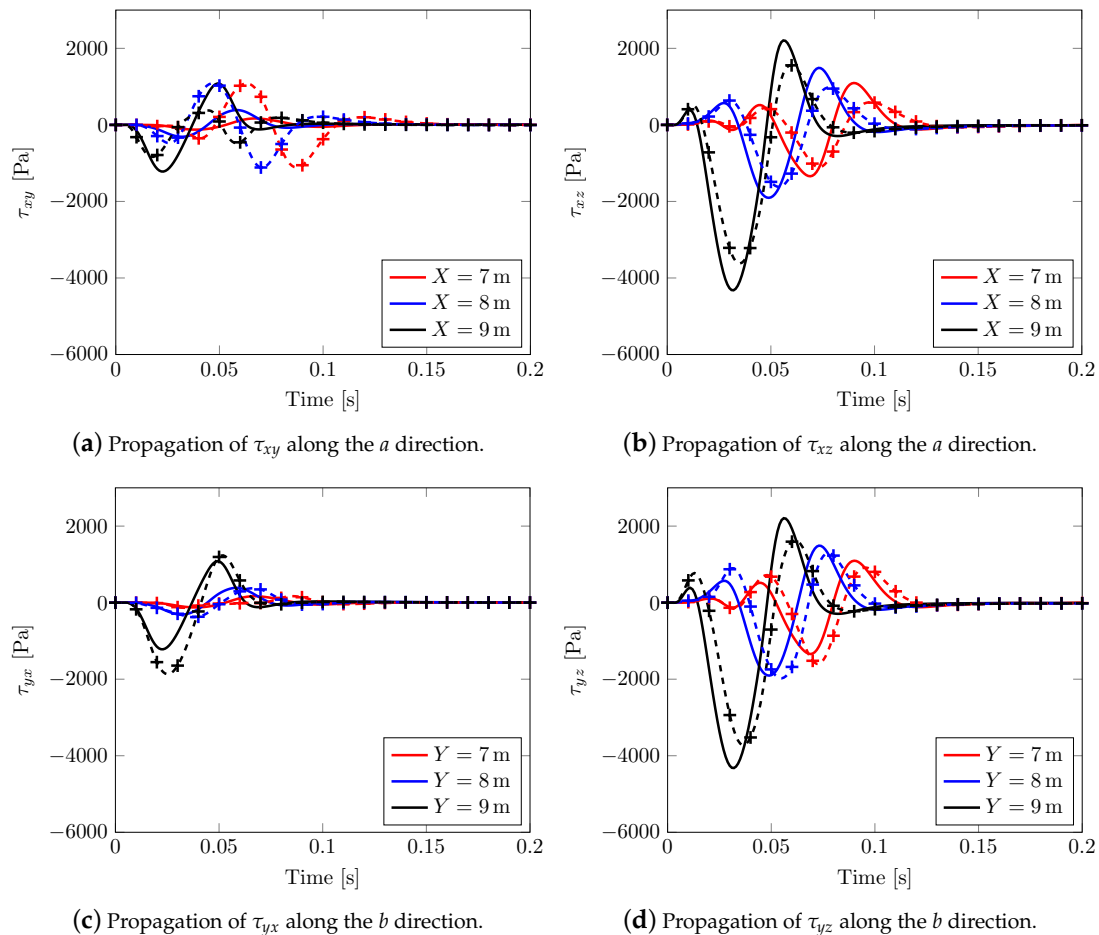 2000
0
−2000
−4000
−6000
τxy [Pa]
0 0.05 0.1 0.15 0.2
Time [s]
X = 7 m
X = 8 m
X = 9 m
(a) Propagation of τxy along the a direction.
2000
0
−2000
−4000
−6000
τxz [Pa]
0 0.05 0.1 0.15 0.2
Time [s]
X = 7 m
X = 8 m
X = 9 m
(b) Propagation of τxz along the a direction.
2000
0
−2000
−4000
−6000
τyx [Pa]
0 0.05 0.1 0.15 0.2
Time [s]
Y = 7 m
Y = 8 m
Y = 9 m
(c) Propagation of τyx along the b direction.
2000
0
−2000
−4000
−6000
τyz [Pa]
0 0.05 0.1 0.15 0.2
Time [s]
Y = 7 m
Y = 8 m
Y = 9 m
(d) Propagation of τyz along the b direction.